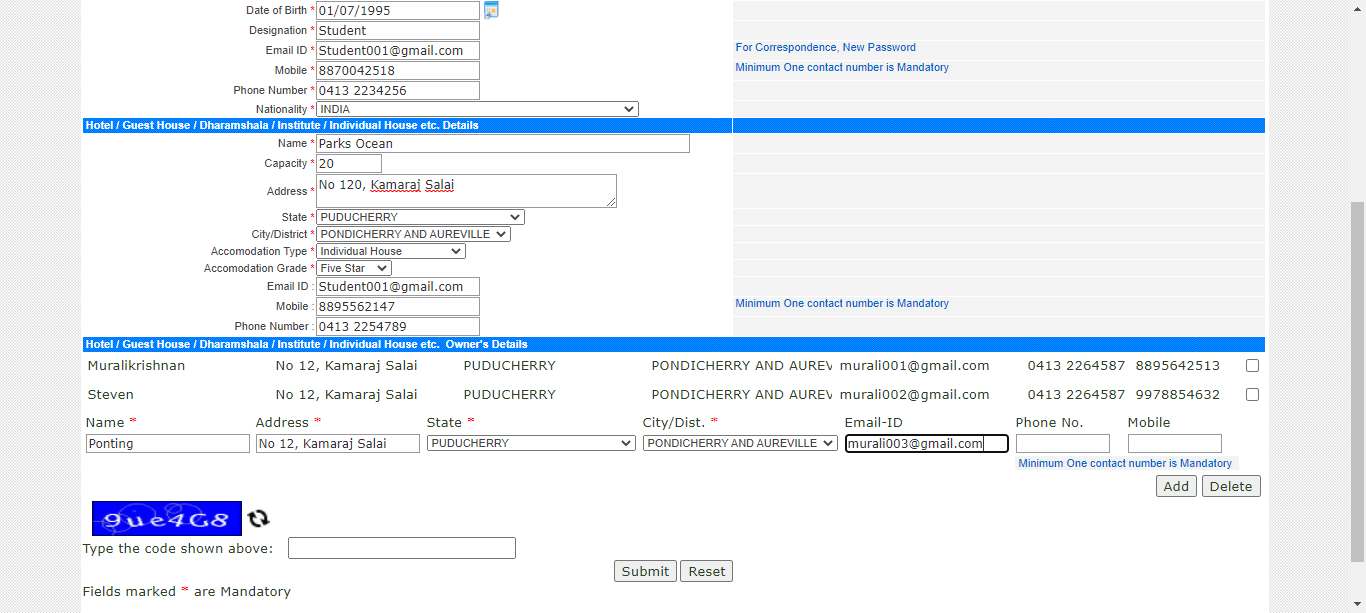 Date of Birth * 01/07/1995
Designation * Student
Email ID * Student001@gmail.com For Correspondence, New Password
Mobile * 8870042518 Minimum One contact number is Mandatory
Phone Number * 0413 2234256
Nationality * INDIA
Hotel / Guest House / Dharamshala / Institute / Individual House etc. Details
Name * Parks Ocean
Capacity * 20
Address * No 120, Kamaraj Salai
State * PUDUCHERRY
City/District * PONDICHERRY AND AUREVILLE
Accomodation Type * Individual House
Accomodation Grade * Five Star
Email ID : Student001@gmail.com
Mobile : 8895562147 Minimum One contact number is Mandatory
Phone Number : 0413 2254789
Hotel / Guest House / Dharamshala / Institute / Individual House etc. Owner's Details
Muralikrishnan No 12, Kamaraj Salai PUDUCHERRY PONDICHERRY AND AUREV murali001@gmail.com 0413 2264587 8895642513
Steven No 12, Kamaraj Salai PUDUCHERRY PONDICHERRY AND AUREV murali002@gmail.com 0413 2264587 9978854632
Name * Address * State * City/Dist. * Email-ID Phone No. Mobile
Ponting No 12, Kamaraj Salai PUDUCHERRY PONDICHERRY AND AUREVILLE murali003@gmail.com
Minimum One contact number is Mandatory
Add Delete
9ue4G8
Type the code shown above:
Submit Reset
Fields marked * are Mandatory